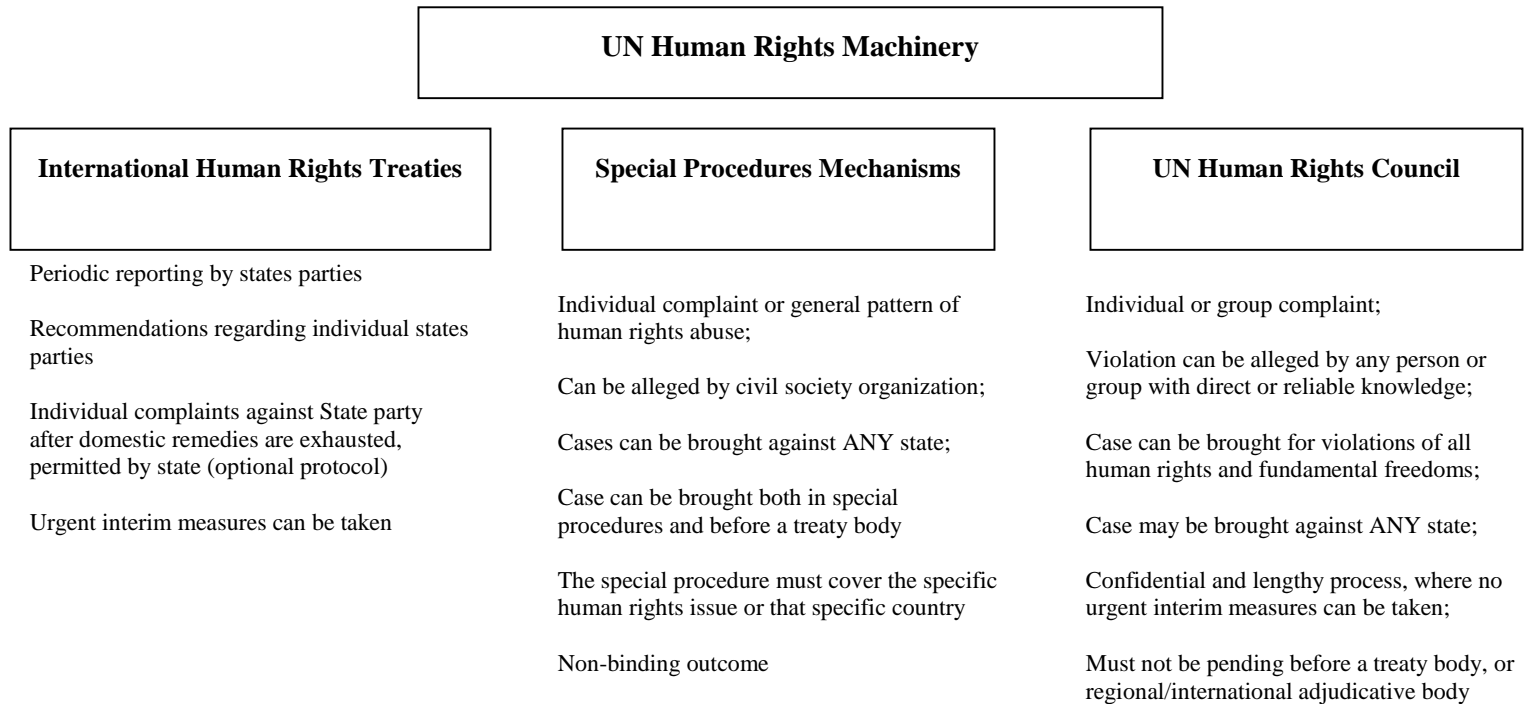 UN Human Rights Machinery
International Human Rights Treaties
Periodic reporting by states parties
Recommendations regarding individual states
parties
Individual complaints against State party
after domestic remedies are exhausted,
permitted by state (optional protocol)
Urgent interim measures can be taken
Special Procedures Mechanisms
Individual complaint or general pattern of
human rights abuse;
Can be alleged by civil society organization;
Cases can be brought against ANY state;
Case can be brought both in special
procedures and before a treaty body
The special procedure must cover the specific
human rights issue or that specific country
Non-binding outcome
UN Human Rights Council
Individual or group complaint;
Violation can be alleged by any person or
group with direct or reliable knowledge;
Case can be brought for violations of all
human rights and fundamental freedoms;
Case may be brought against ANY state;
Confidential and lengthy process, where no
urgent interim measures can be taken;
Must not be pending before a treaty body, or
regional/international adjudicative body